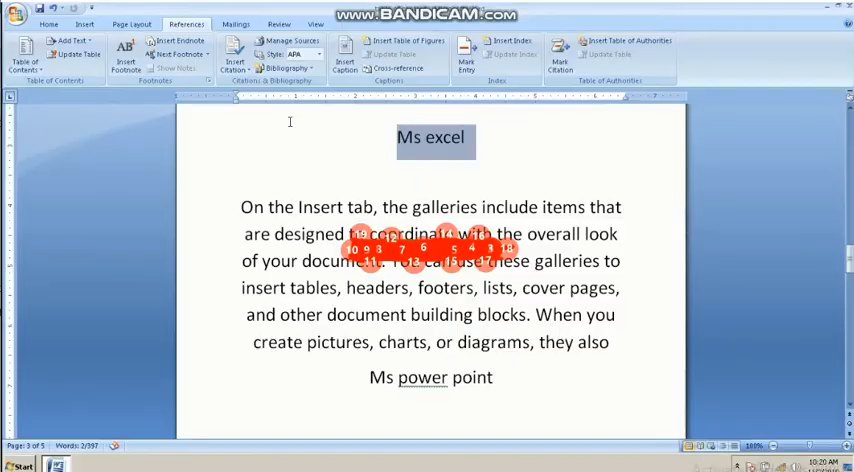 www.BANDICAM.com
Home Insert Page Layout References Mailings Review View
Add Text
Update Table
Table of Contents
Table of Contents
AB
Insert Footnote
Insert Endnote
Next Footnote
Show Notes
Footnotes
Insert Citation
Manage Sources
Style: APA
Bibliography
Citations & Bibliography
Insert Caption
Insert Table of Figures
Update Table
Cross-reference
Captions
Mark Entry
Insert Index
Update Index
Index
Mark Citation
Insert Table of Authorities
Update Table
Table of Authorities
Ms excel
On the Insert tab, the galleries include items that
are designed to coordinate with the overall look
of your document. You can use these galleries to
insert tables, headers, footers, lists, cover pages,
and other document building blocks. When you
create pictures, charts, or diagrams, they also
Ms power point
Page: 3 of 5 Words: 2/397
100%
Start
10:20 AM